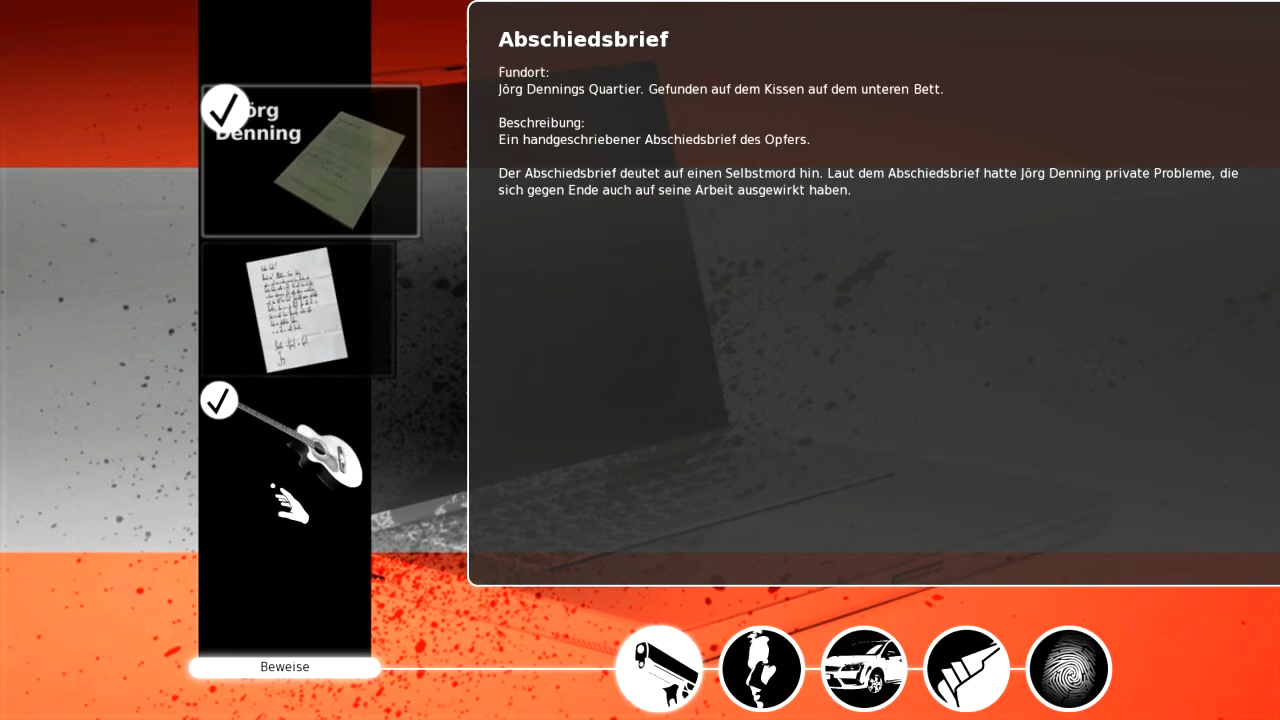 Abschiedsbrief
Fundort:
Jörg Dennings Quartier. Gefunden auf dem Kissen auf dem unteren Bett.
Beschreibung:
Ein handgeschriebener Abschiedsbrief des Opfers.
Der Abschiedsbrief deutet auf einen Selbstmord hin. Laut dem Abschiedsbrief hatte Jörg Denning private Probleme, die
sich gegen Ende auch auf seine Arbeit ausgewirkt haben.
Jörg
Denning
Beweise